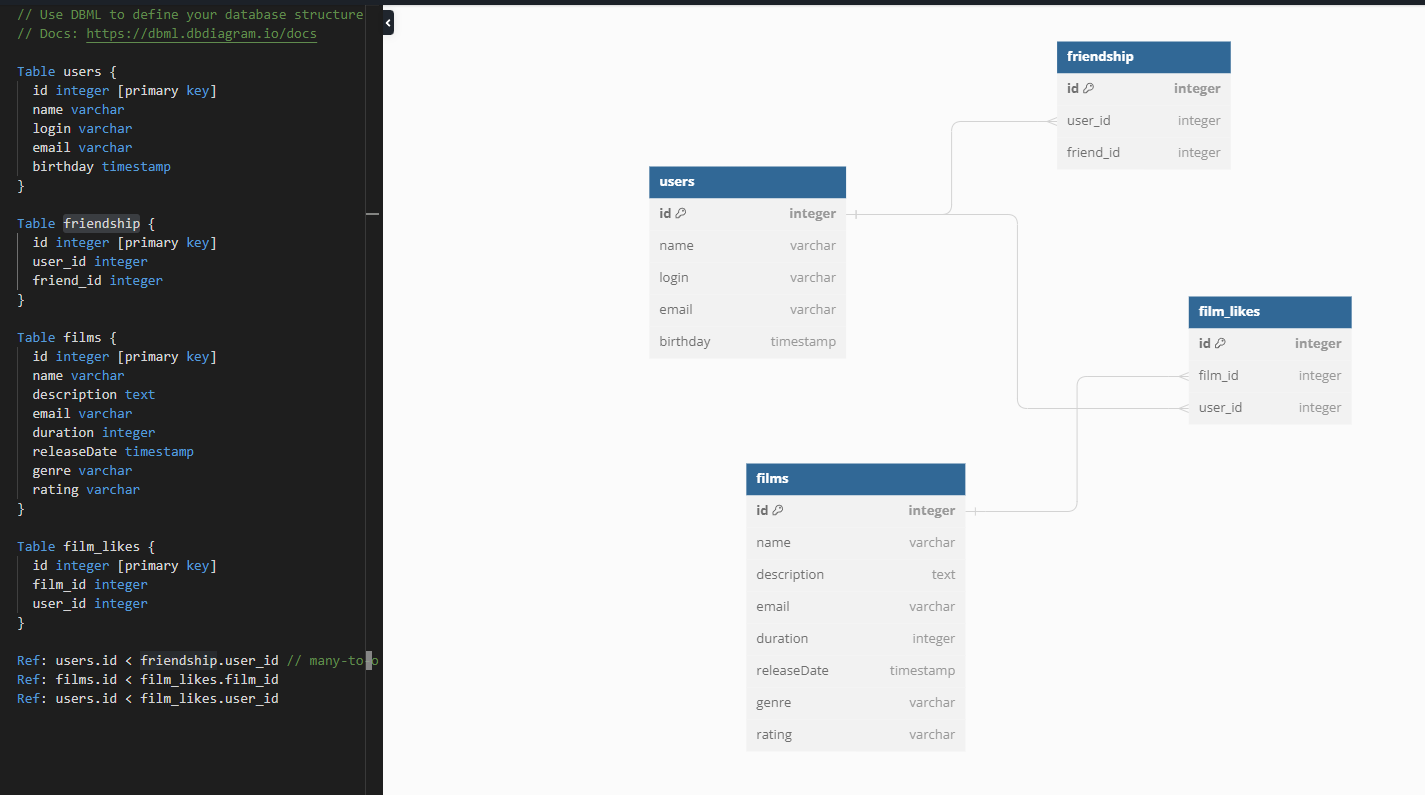 // Use DBML to define your database structure
// Docs: https://dbml.dbdiagram.io/docs
Table users {
id integer [primary key]
name varchar
login varchar
email varchar
birthday timestamp
}
Table friendship {
id integer [primary key]
user_id integer
friend_id integer
}
Table films {
id integer [primary key]
name varchar
description text
email varchar
duration integer
releaseDate timestamp
genre varchar
rating varchar
}
Table film_likes {
id integer [primary key]
film_id integer
user_id integer
}
Ref: users.id < friendship.user_id // many-to-o
Ref: films.id < film_likes.film_id
Ref: users.id < film_likes.user_id
friendship
id integer
user_id integer
friend_id integer
users
id integer
name varchar
login varchar
email varchar
birthday timestamp
film_likes
id integer
film_id integer
user_id integer
films
id integer
name varchar
description text
email varchar
duration integer
releaseDate timestamp
genre varchar
rating varchar